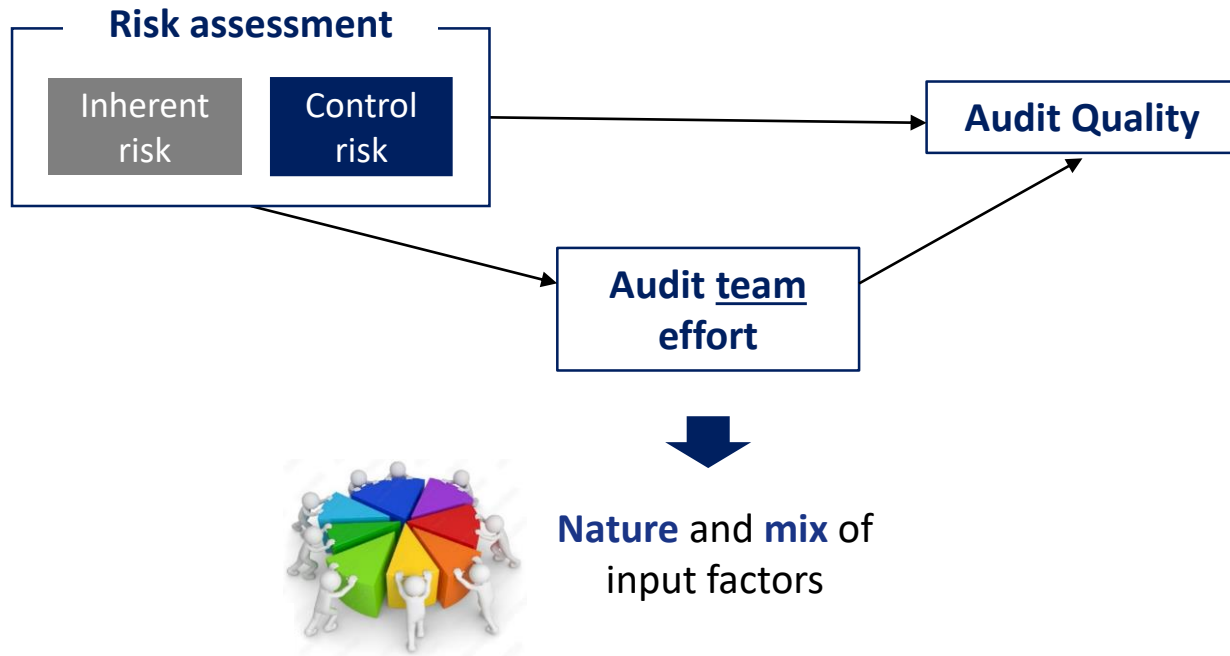 Risk assessment
Inherent
risk
Control
risk
Audit Quality
Audit team
effort
Nature and mix of
input factors